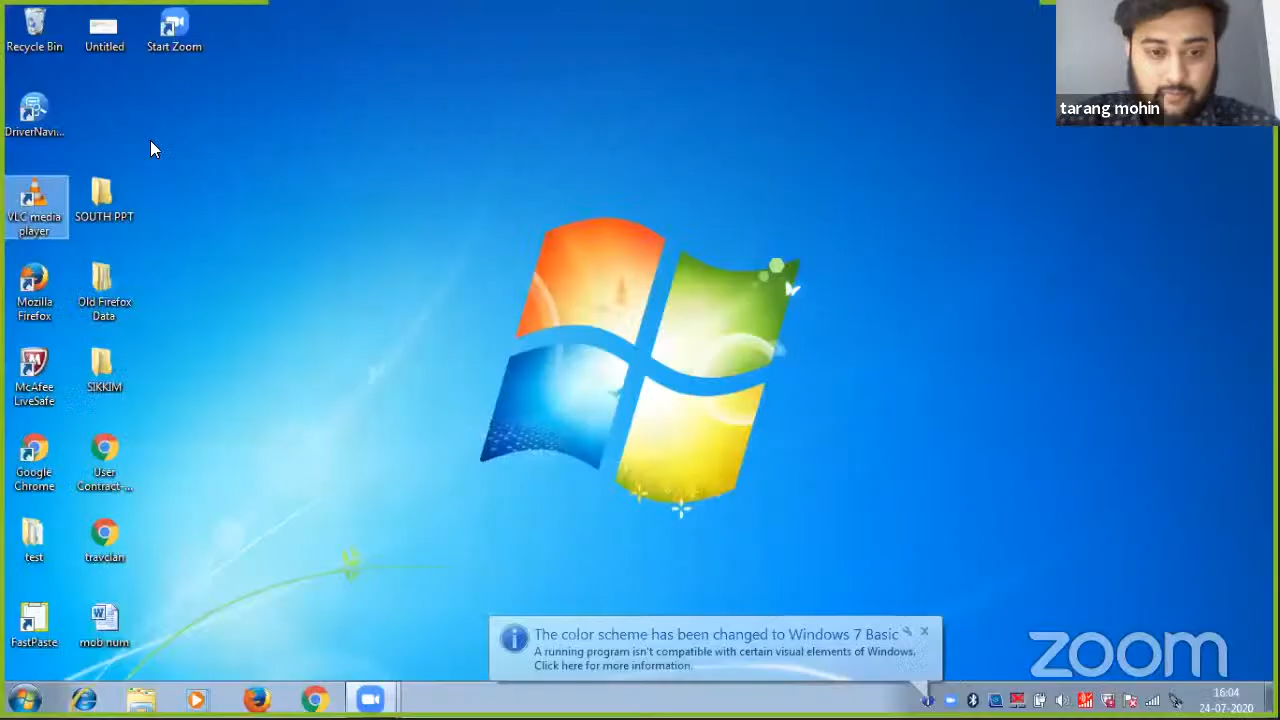 Recycle Bin
Untitled
Start Zoom
tarang mohin
DriverNavi...
VLC media
player
SOUTH PPT
Mozilla
Firefox
Old Firefox
Data
McAfee
LiveSafe
SIKKIM
Google
Chrome
User
Contract-...
test
travclan
FastPaste
mob num
The color scheme has been changed to Windows 7 Basic
A running program isn't compatible with certain visual elements of Windows.
Click here for more information.
zoom
16:04
24-07-2020